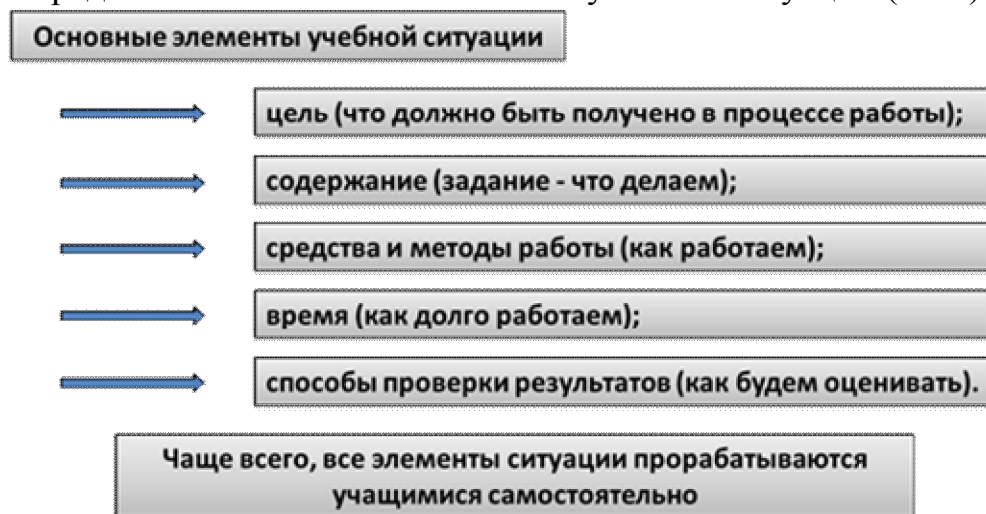 Основные элементы учебной ситуации
цель (что должно быть получено в процессе работы);
содержание (задание - что делаем);
средства и методы работы (как работаем);
время (как долго работаем);
способы проверки результатов (как будем оценивать).
Чаще всего, все элементы ситуации прорабатываются
учащимися самостоятельно